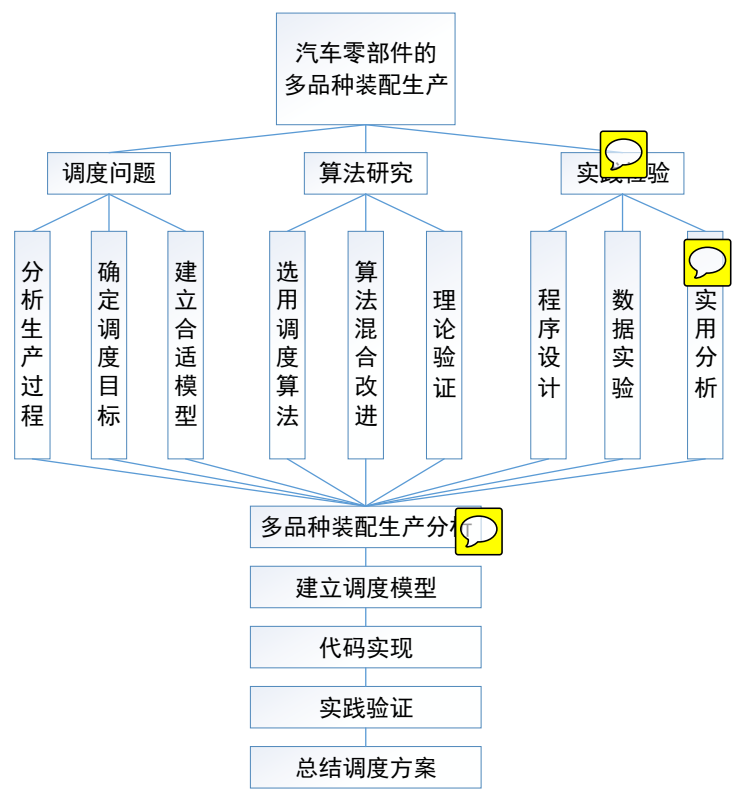 汽车零部件的
多品种装配生产
调度问题
算法研究
实践检验
分析生产过程
确定调度目标
建立合适模型
选用调度算法
算法混合改进
理论验证
程序设计
数据实验
实用分析
多品种装配生产分析
建立调度模型
代码实现
实践验证
总结调度方案